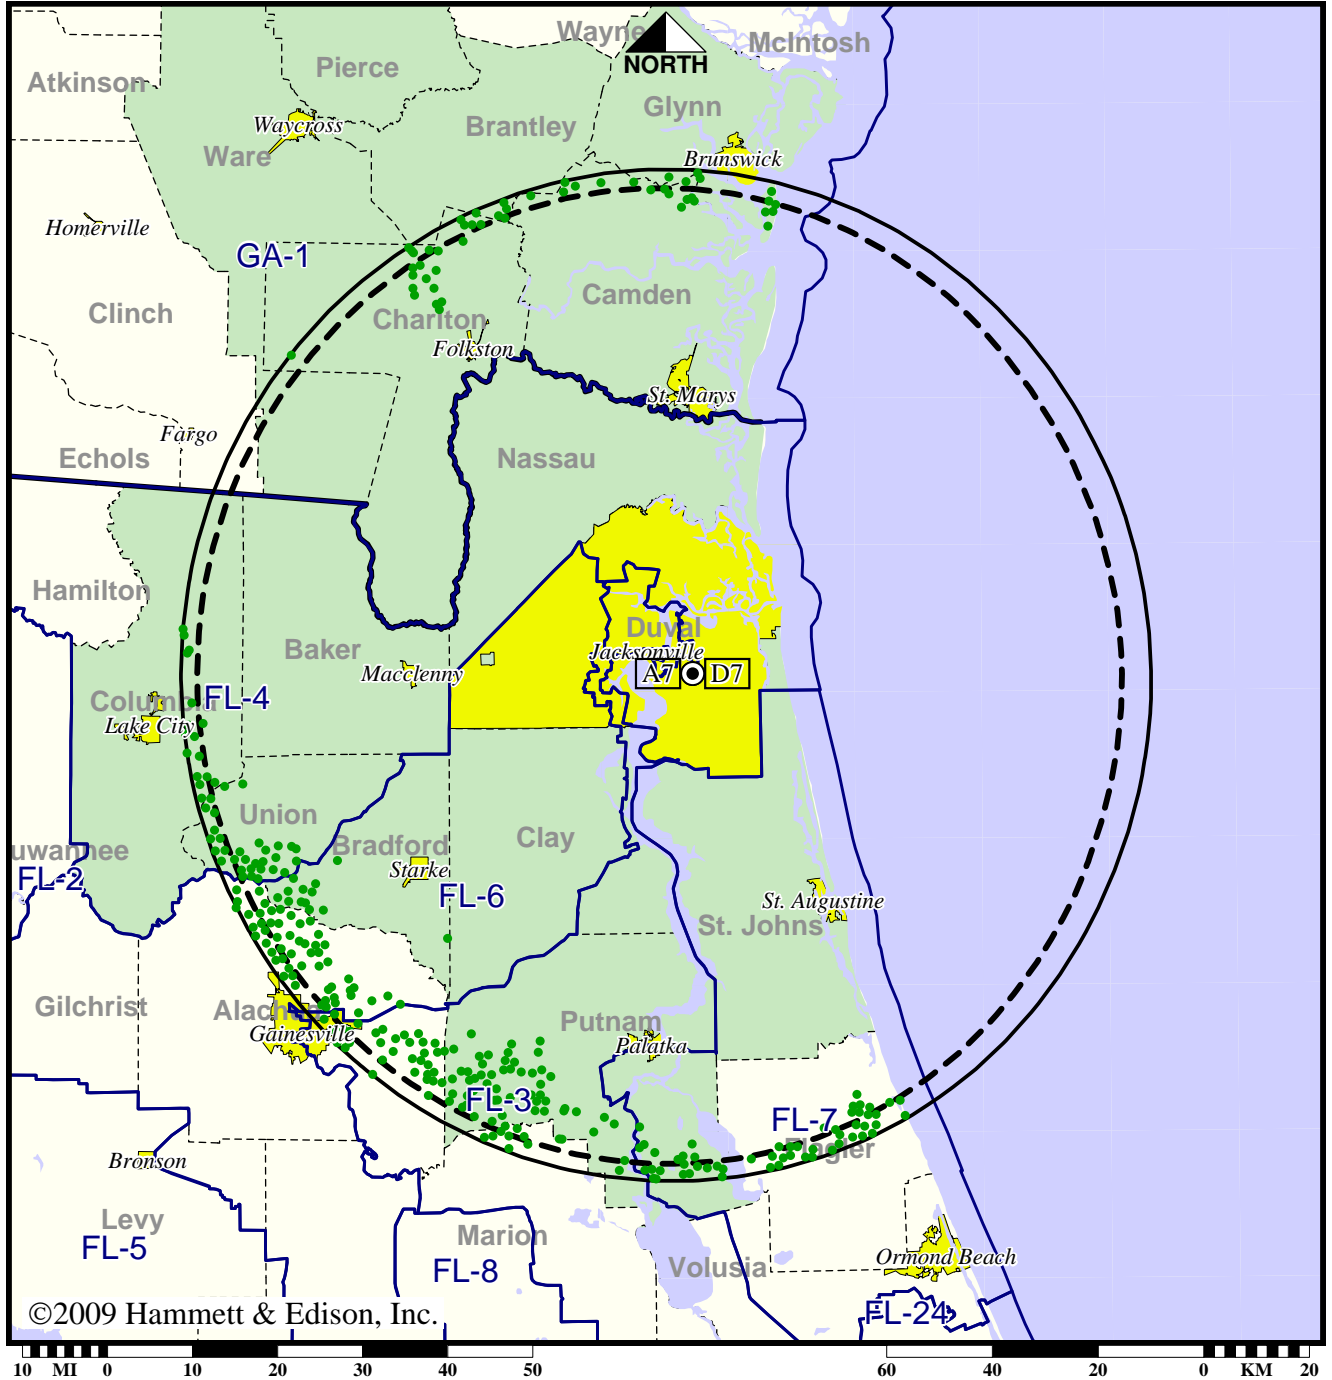 Wayne
McIntosh
NORTH
Pierce
Atkinson
Glynn
Waycross
Brantley
Ware
Brunswick
Homerville
GA-1
Camden
Clinch
Charlton
Folkston
St. Marys
Fargo
Echols
Nassau
Hamilton
Duval
Baker
Jacksonville
Macclenny
A7
D7
Columbia
FL-4
Lake City
Union
Bradford
Clay
uwannee
Starke
FL-2
FL-6
St. Augustine
St. Johns
Gilchrist
Alachua
Putnam
Gainesville
Palatka
FL-3
FL-7
Flagler
Bronson
Levy
Marion
FL-5
FL-8
Volusia
Ormond Beach
©2009 Hammett & Edison, Inc.
FL-24
10 MI 0 10 20 30 40 50 60 40 20 0 KM 20